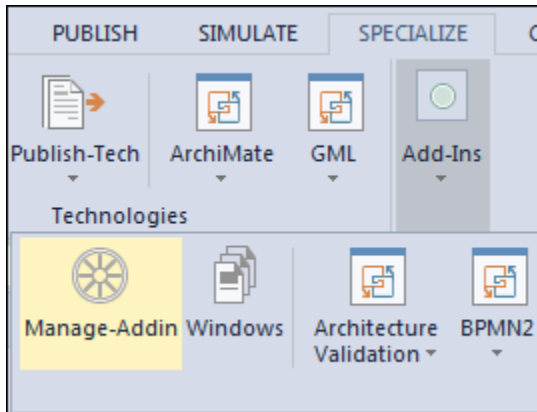 PUBLISH SIMULATE SPECIALIZE
Publish-Tech ArchiMate GML Add-Ins
Technologies
Manage-Addin Windows Architecture BPMN2
Validation